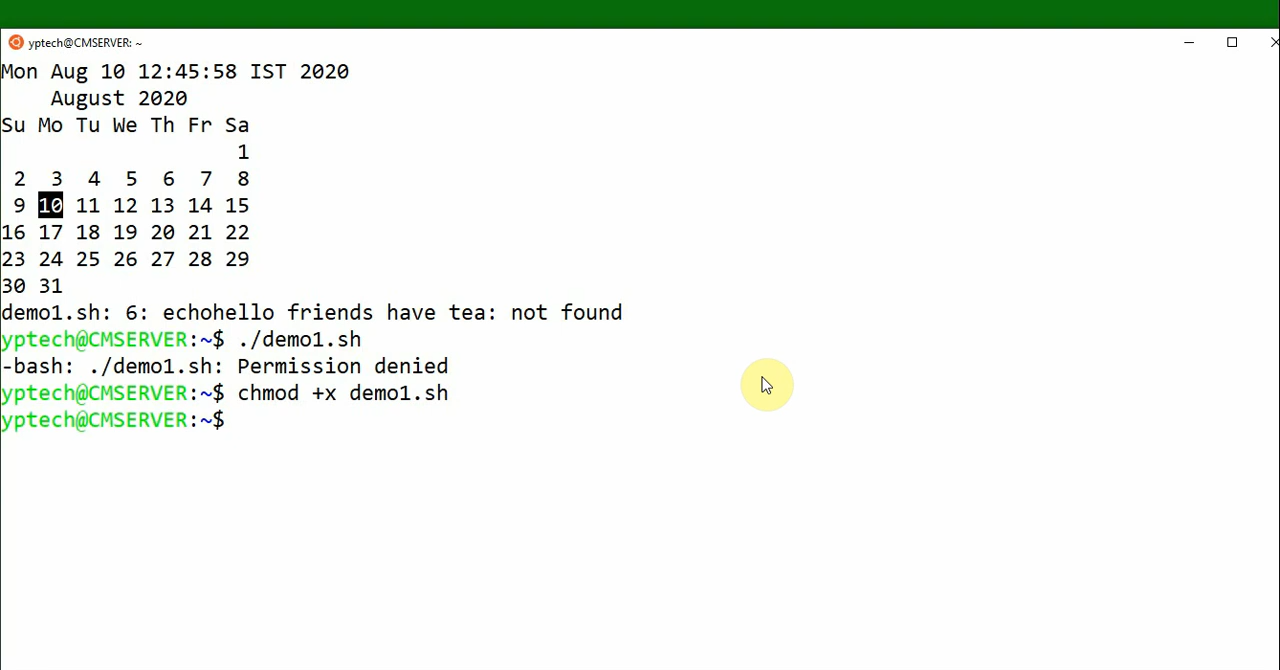 yptech@CMSERVER: ~
Mon Aug 10 12:45:58 IST 2020
    August 2020
Su Mo Tu We Th Fr Sa
                   1
 2  3  4  5  6  7  8
 9 10 11 12 13 14 15
16 17 18 19 20 21 22
23 24 25 26 27 28 29
30 31
demo1.sh: 6: echohello friends have tea: not found
yptech@CMSERVER:~$ ./demo1.sh
-bash: ./demo1.sh: Permission denied
yptech@CMSERVER:~$ chmod +x demo1.sh
yptech@CMSERVER:~$